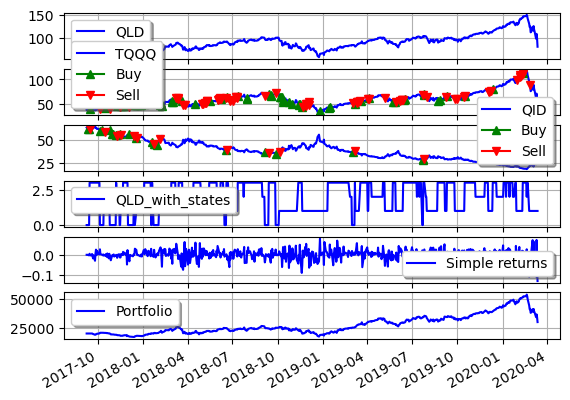 150
100
QLD
TQQQ
Buy
Sell
100
50
QID
Buy
Sell
50
25
2.5
0.0
QLD_with_states
0.0
−0.1
Simple returns
50000
25000
Portfolio
2017-10
2018-01
2018-04
2018-07
2018-10
2019-01
2019-04
2019-07
2019-10
2020-01
2020-04